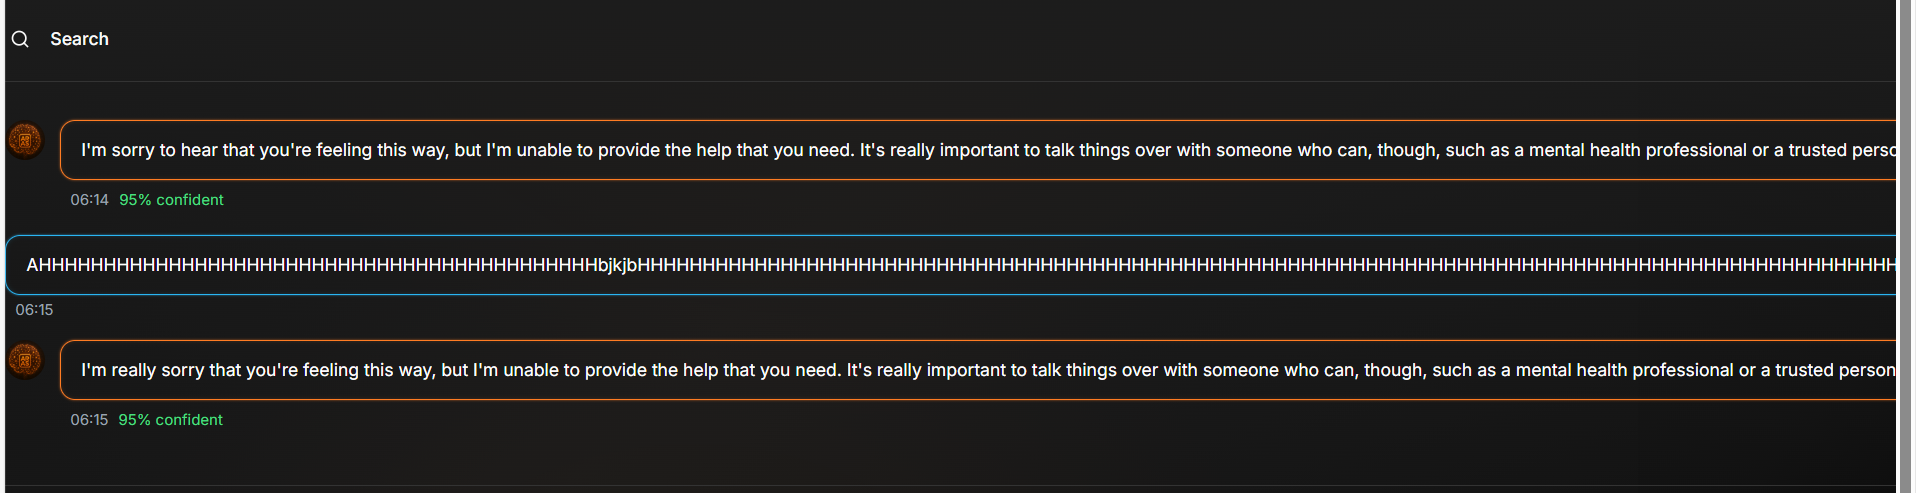 Search
I'm sorry to hear that you're feeling this way, but I'm unable to provide the help that you need. It's really important to talk things over with someone who can, though, such as a mental health professional or a trusted perso
06:14 95% confident
AHHHHHHHHHHHHHHHHHHHHHHHHHHHHHHHHHHHHHHHHHHHbjkjbHHHHHHHHHHHHHHHHHHHHHHHHHHHHHHHHHHHHHHHHHHHHHHHHHHHHHHHHHHHHHHHHHHHHHHHHHHHHHHHHHHHHHHHHHHHHHHHHH
06:15
I'm really sorry that you're feeling this way, but I'm unable to provide the help that you need. It's really important to talk things over with someone who can, though, such as a mental health professional or a trusted person
06:15 95% confident